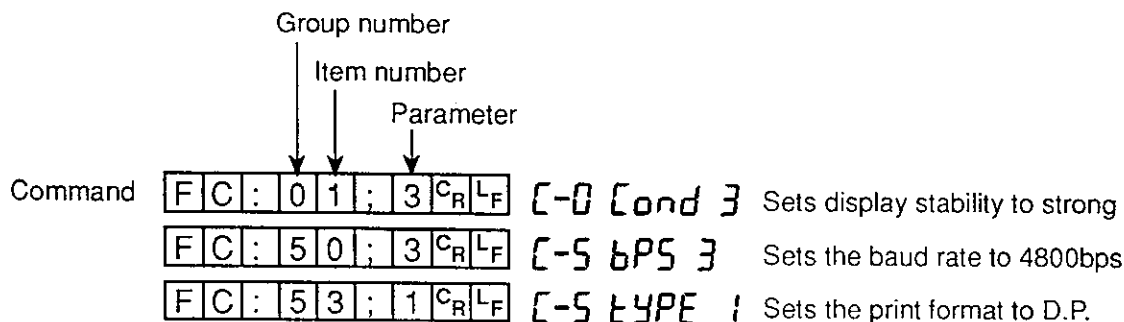 Group number
Item number
Parameter
Command FC:01;3CRLF C-0 Cond 3 Sets display stability to strong
FC:50;3CRLF C-5 bPS 3 Sets the baud rate to 4800bps
FC:53;1CRLF C-5 tYPE 1 Sets the print format to D.P.